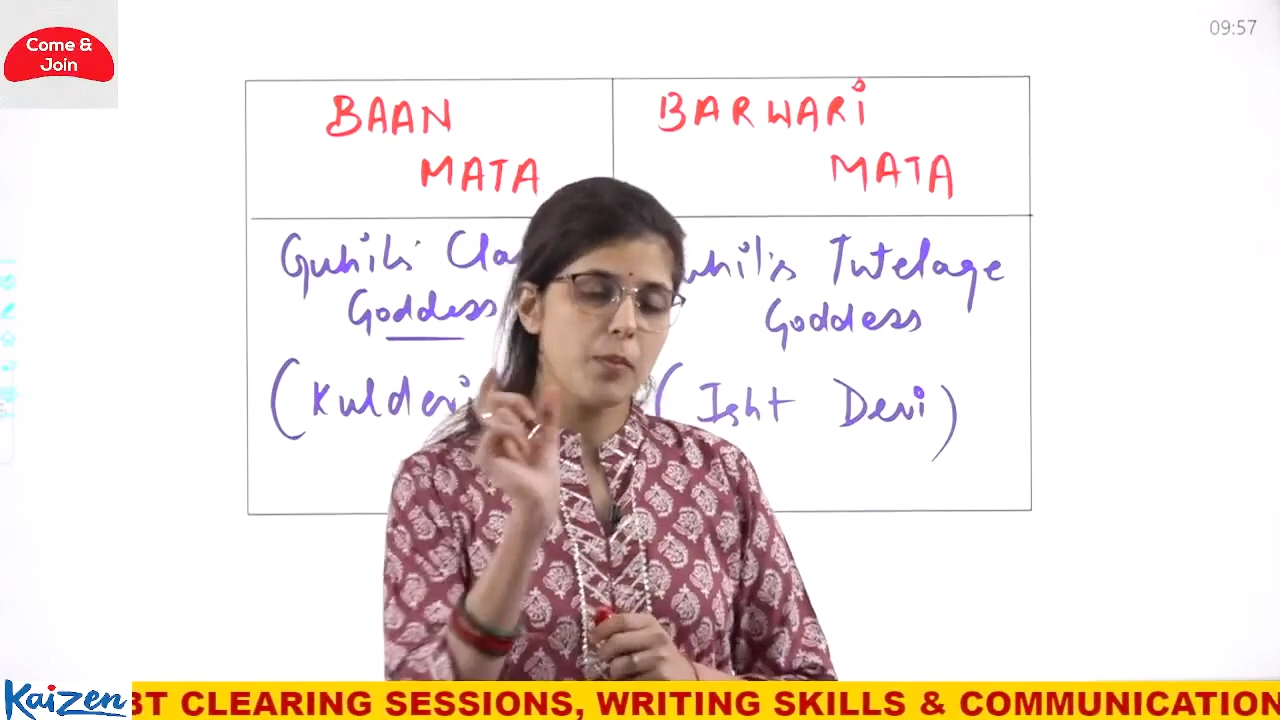 Come &
Join
09:57
BAAN
MATA
BARWARI
MATA
Guhil's
Goddess
Tutelage
Goddess
(Isht Devi)
Kaizen
CLEARING SESSIONS, WRITING SKILLS & COMMUNICATION